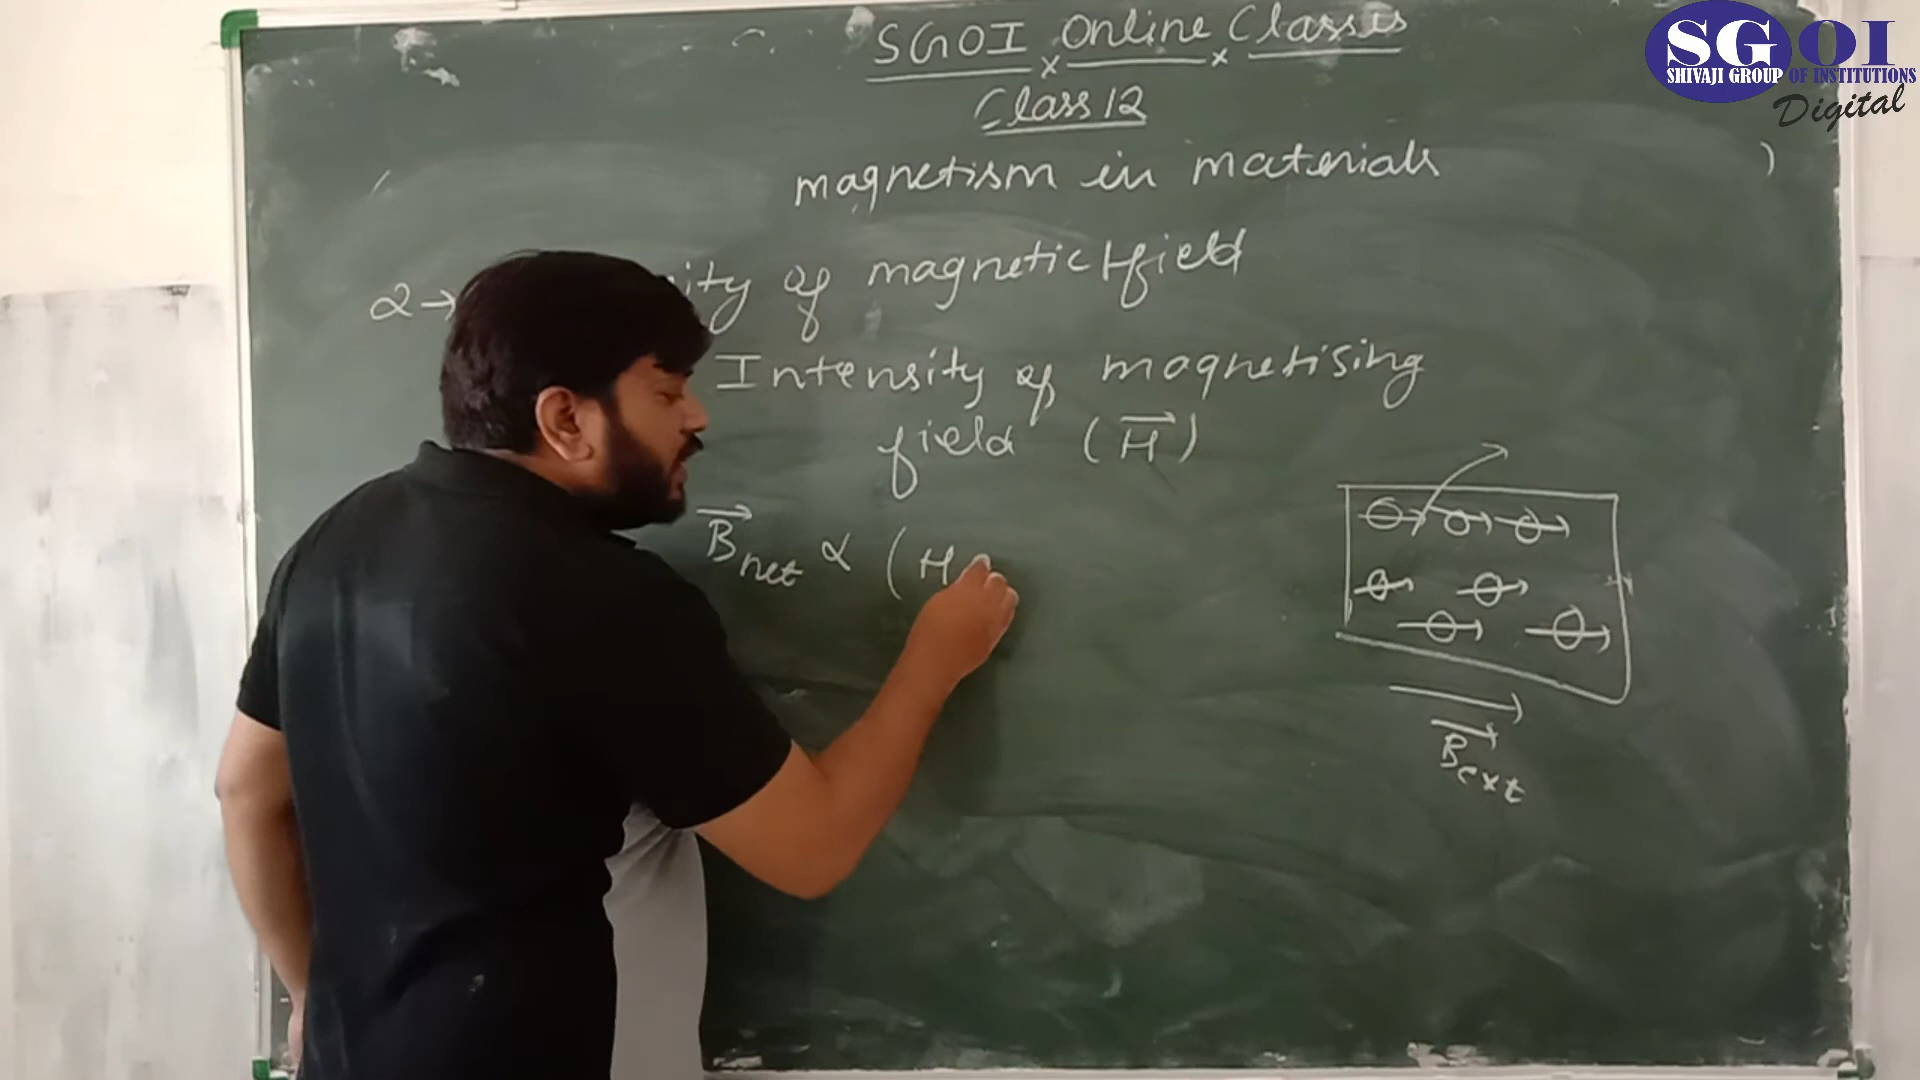 SGOI x Online x Classes
Class 12
magnetism in materials
2→ ity of magnetic field
Intensity of magnetising
field (H)
B net ∝ (H
B ext
SGOI
SHIVAJI GROUP OF INSTITUTIONS
Digital